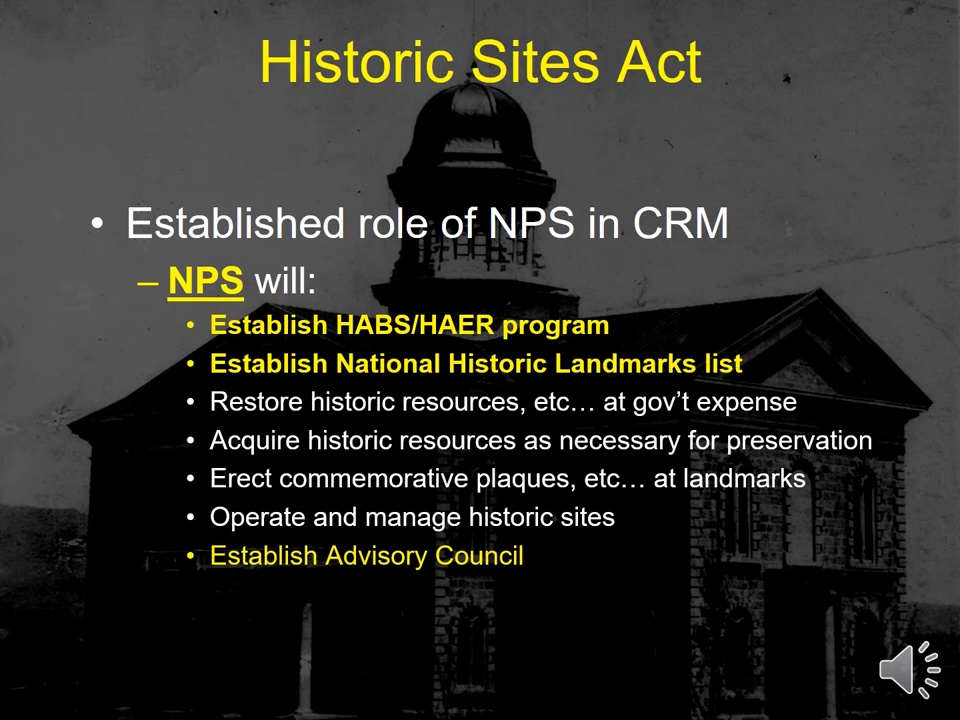 Historic Sites Act
• Established role of NPS in CRM
– NPS will:
• Establish HABS/HAER program
• Establish National Historic Landmarks list
• Restore historic resources, etc… at gov’t expense
• Acquire historic resources as necessary for preservation
• Erect commemorative plaques, etc… at landmarks
• Operate and manage historic sites
• Establish Advisory Council